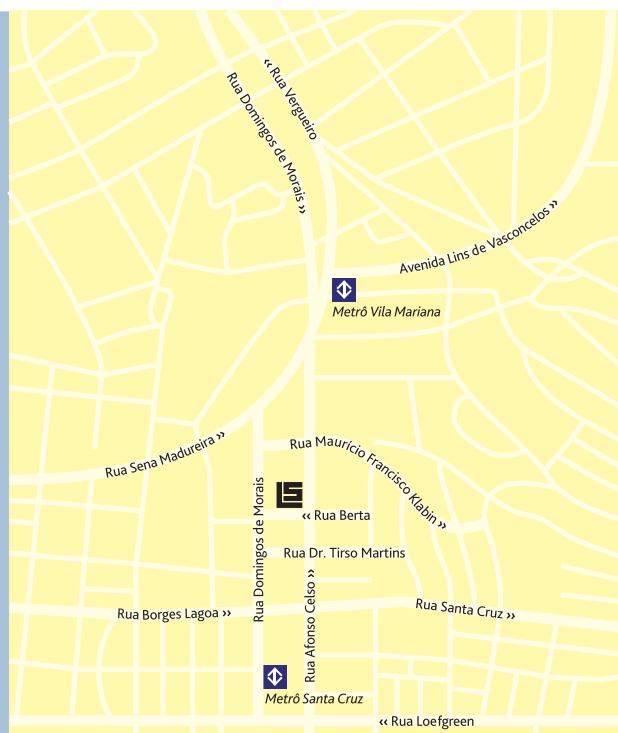 ‹‹ Rua Vergueiro
Rua Domingos de Morais ››
Avenida Lins de Vasconcelos ››
Metrô Vila Mariana
Rua Sena Madureira ››
Rua Maurício Francisco Klabin ››
Rua Domingos de Morais
‹‹ Rua Berta
Rua Dr. Tirso Martins
Rua Afonso Celso ››
Rua Borges Lagoa ››
Rua Santa Cruz ››
Metrô Santa Cruz
‹‹ Rua Loefgreen